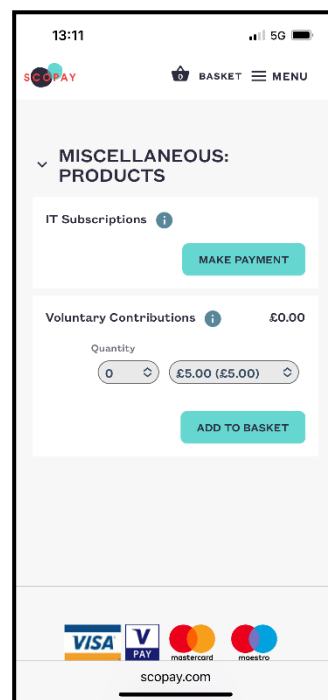 13:11 5G
SCOPAY 0 BASKET MENU
MISCELLANEOUS:
PRODUCTS
IT Subscriptions i
MAKE PAYMENT
Voluntary Contributions i £0.00
Quantity
0 £5.00 (£5.00)
ADD TO BASKET
VISA V PAY mastercard maestro
scopay.com